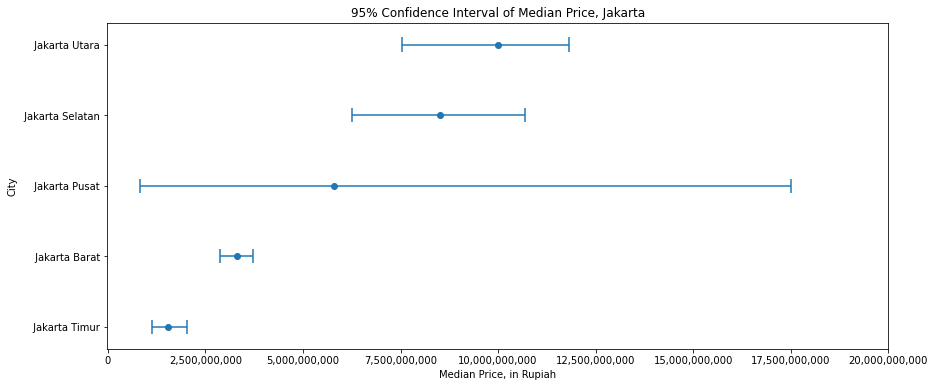 95% Confidence Interval of Median Price, Jakarta
Jakarta Utara
Jakarta Selatan
Jakarta Pusat
Jakarta Barat
Jakarta Timur
City
0 2,500,000,000 5,000,000,000 7,500,000,000 10,000,000,000 12,500,000,000 15,000,000,000 17,500,000,000 20,000,000,000
Median Price, in Rupiah